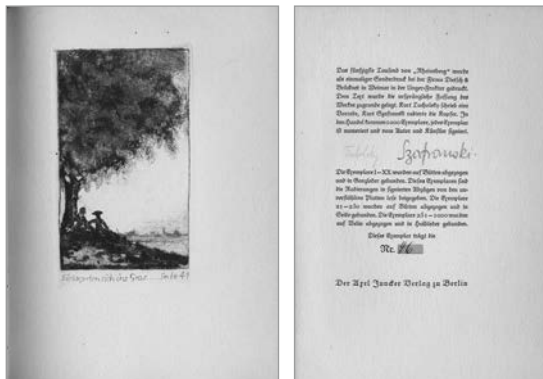 sich ins Gras
Das fünfzigste Tausend von „Rheinsberg“ wurde
als einmaliger Sonderdruck bei der Firma Dietsch &
Brückner in Weimar in der Unger-Fraktur gedruckt.
Dem Text wurde die ursprüngliche Fassung des
Werkes zugrunde gelegt. Kurt Tucholsky schrieb eine
Vorrede, Kurt Szafranski radierte die Kupfer. In
den Handel kommen 1000 Exemplare, jedes Exemplar
ist numeriert und vom Autor und Künstler signiert.
Tucholsky Szafranski.
Die Exemplare I–XX wurden auf Bütten abgezogen
und in Ganzleder gebunden. Diesen Exemplaren sind
die Radierungen in signierten Abzügen von den un-
verstählten Platten lose beigegeben. Die Exemplare
21–250 wurden auf Bütten abgezogen und in
Seide gebunden. Die Exemplare 251–1000 wurden
auf Velin abgezogen und in Halbleder gebunden.
Dieses Exemplar trägt die
Nr.
Der Axel Juncker Verlag zu Berlin